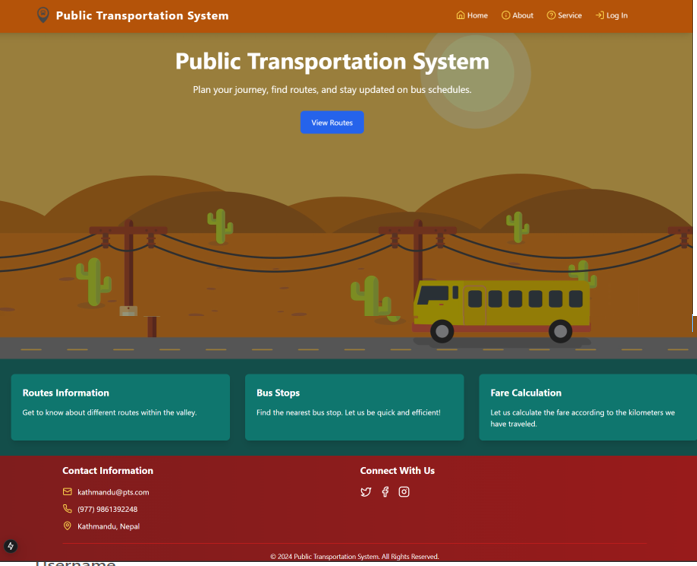 Public Transportation System
Home
About
Service
Log In
Public Transportation System
Plan your journey, find routes, and stay updated on bus schedules.
View Routes
Routes Information
Get to know about different routes within the valley.
Bus Stops
Find the nearest bus stop. Let us be quick and efficient!
Fare Calculation
Let us calculate the fare according to the kilometers we
have traveled.
Contact Information
kathmandu@pts.com
(977) 9861392248
Kathmandu, Nepal
Connect With Us
© 2024 Public Transportation System. All Rights Reserved.
Username